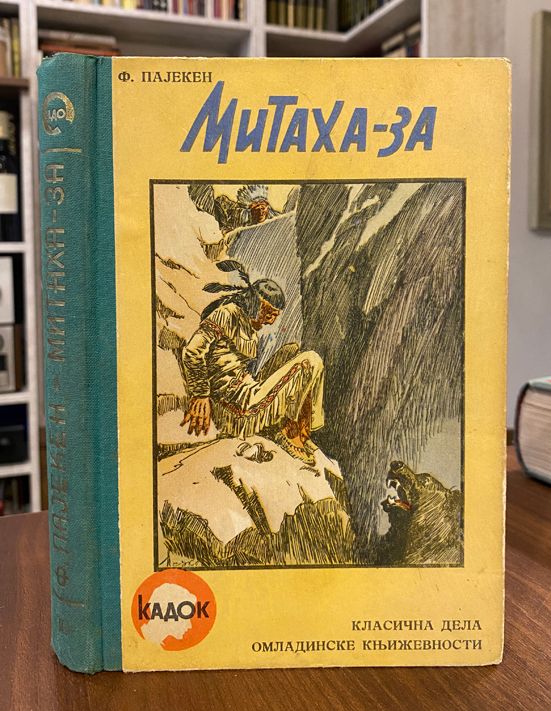 Ф. ПАЈЕКЕН
МИТАХА-ЗА
КАДОК
КЛАСИЧНА ДЕЛА
ОМЛАДИНСКЕ КЊИЖЕВНОСТИ
Ф. ПАЈЕКЕН - МИТАХА-ЗА